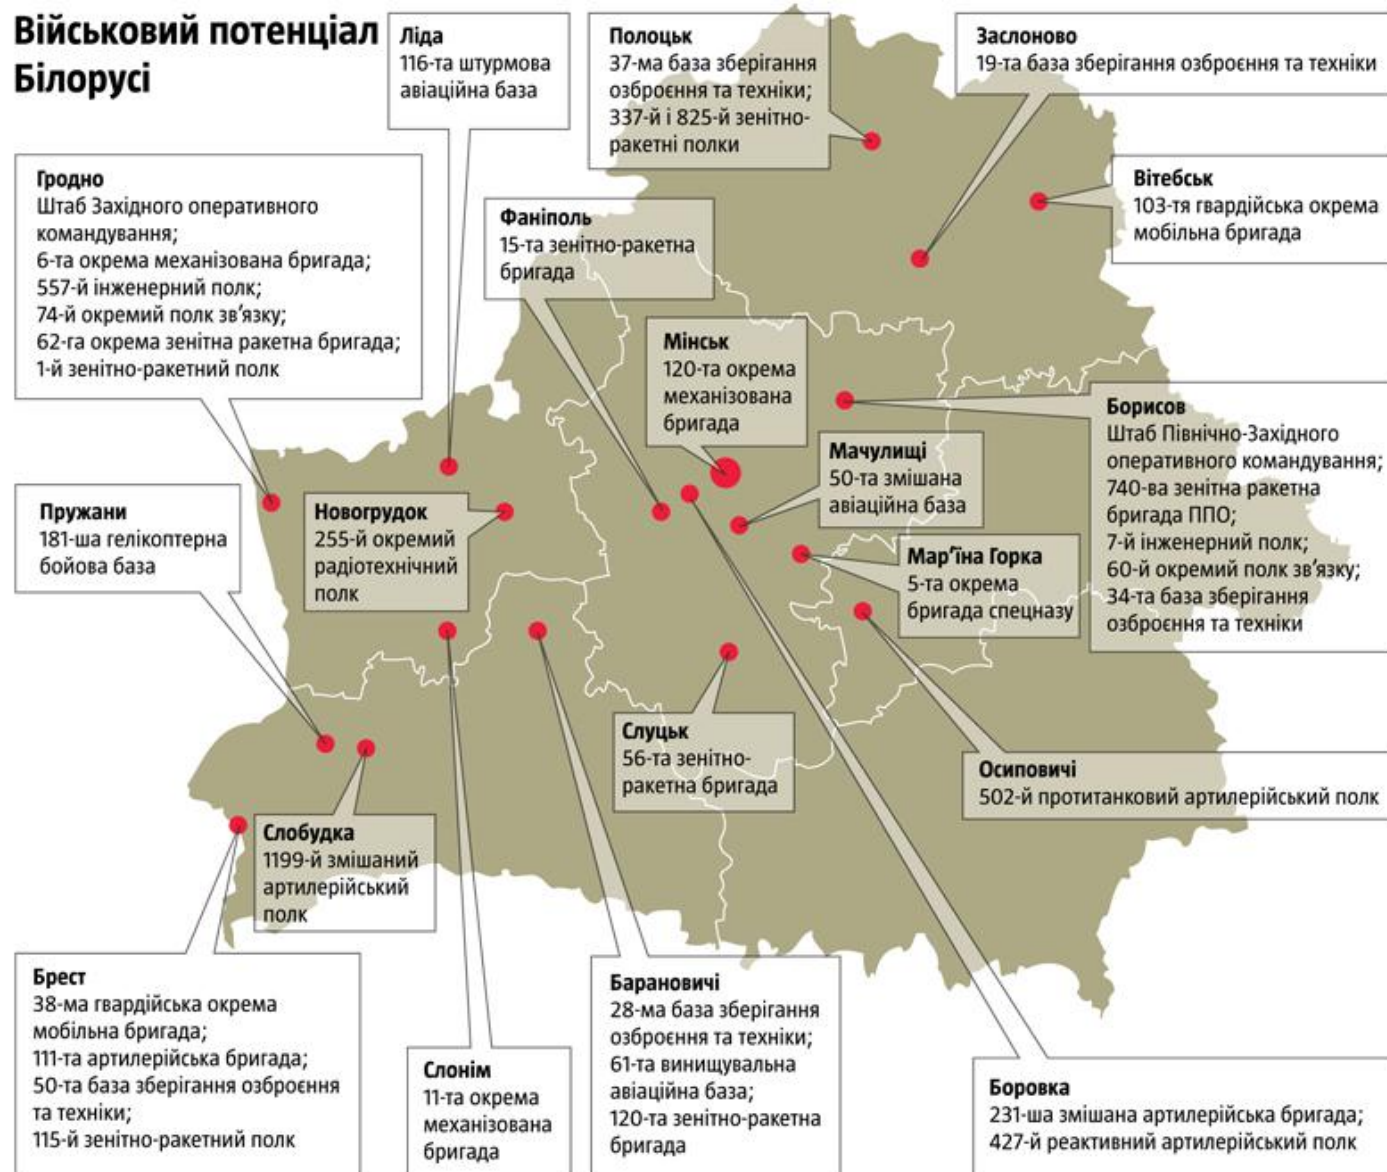 Військовий потенціал
Білорусі
Ліда
116-та штурмова
авіаційна база
Полоцьк
37-ма база зберігання
озброєння та техніки;
337-й і 825-й зенітно-
ракетні полки
Заслоново
19-та база зберігання озброєння та техніки
Гродно
Штаб Західного оперативного
командування;
6-та окрема механізована бригада;
557-й інженерний полк;
74-й окремий полк зв’язку;
62-га окрема зенітна ракетна бригада;
1-й зенітно-ракетний полк
Фаніполь
15-та зенітно-ракетна
бригада
Вітебськ
103-тя гвардійська окрема
мобільна бригада
Мінськ
120-та окрема
механізована
бригада
Борисов
Штаб Північно-Західного
оперативного командування;
740-ва зенітна ракетна
бригада ППО;
7-й інженерний полк;
60-й окремий полк зв’язку;
34-та база зберігання
озброєння та техніки
Мачулищі
50-та змішана
авіаційна база
Пружани
181-ша гелікоптерна
бойова база
Новогрудок
255-й окремий
радіотехнічний
полк
Мар’їна Горка
5-та окрема
бригада спецназу
Слуцьк
56-та зенітно-
ракетна бригада
Осиповичі
502-й протитанковий артилерійський полк
Слобудка
1199-й змішаний
артилерійський
полк
Брест
38-ма гвардійська окрема
мобільна бригада;
111-та артилерійська бригада;
50-та база зберігання озброєння
та техніки;
115-й зенітно-ракетний полк
Слонім
11-та окрема
механізована
бригада
Барановичі
28-ма база зберігання
озброєння та техніки;
61-та винищувальна
авіаційна база;
120-та зенітно-ракетна
бригада
Боровка
231-ша змішана артилерійська бригада;
427-й реактивний артилерійський полк